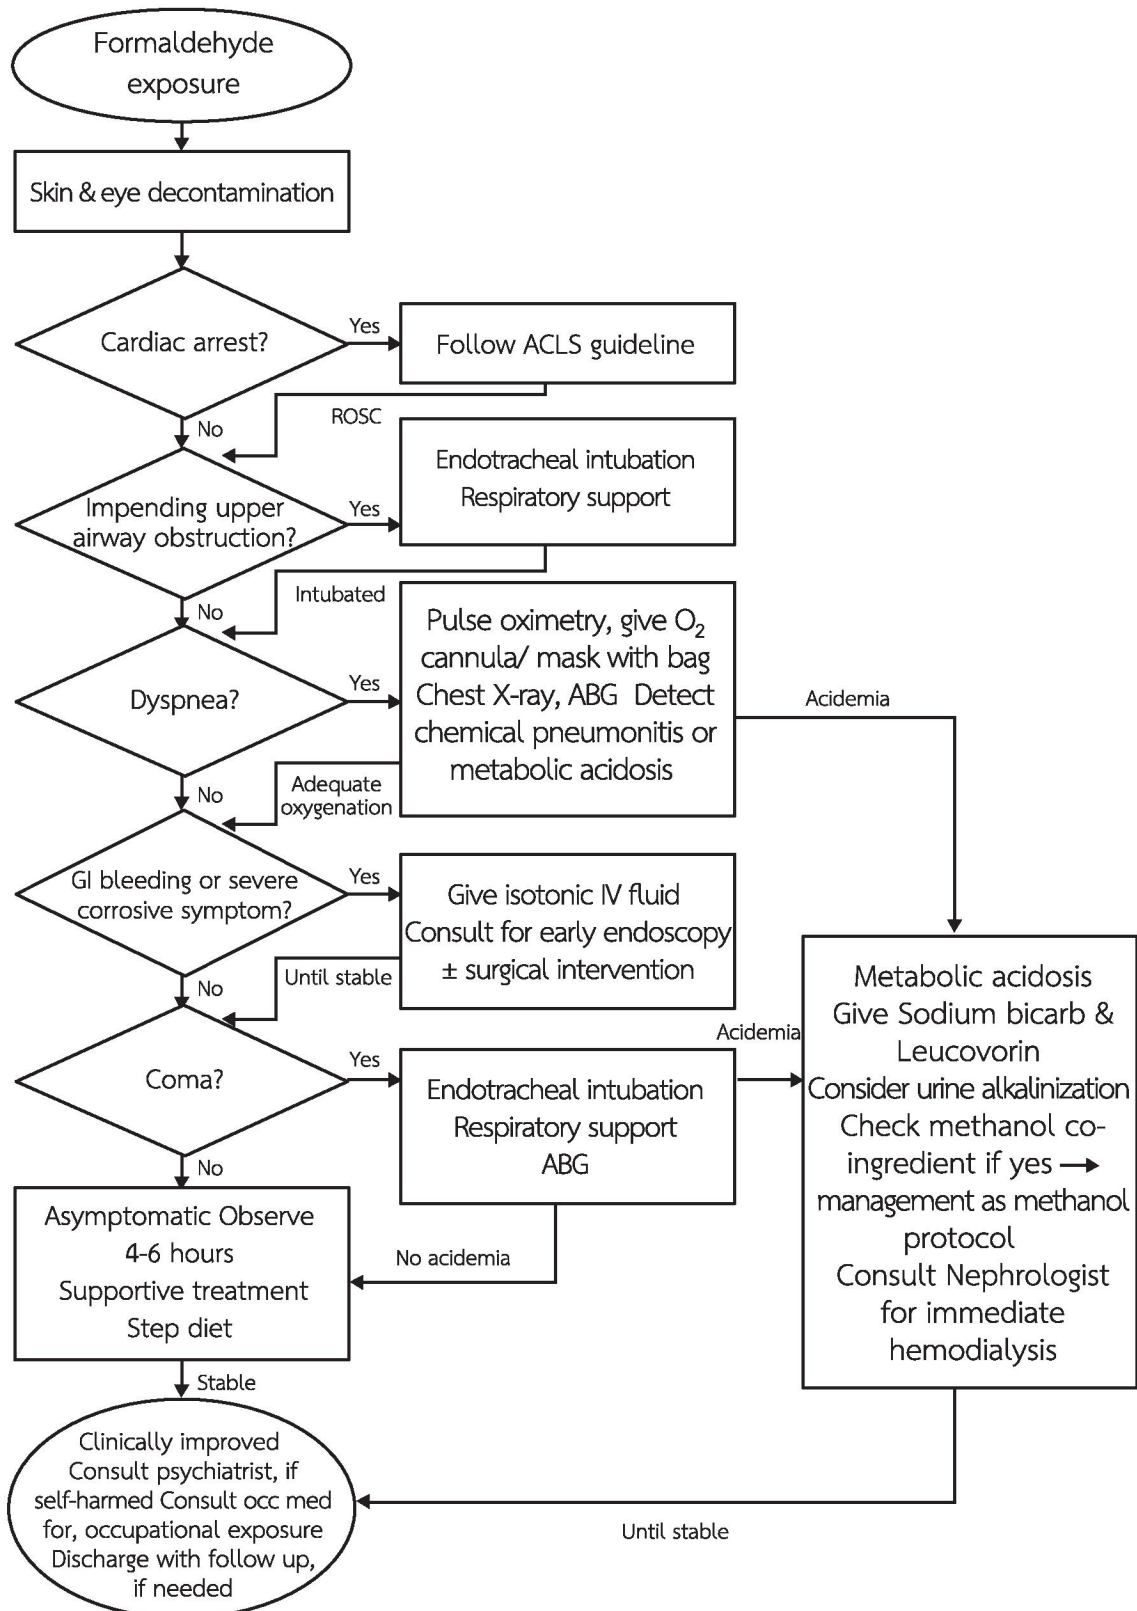 Formaldehyde
exposure
Skin & eye decontamination
Cardiac arrest?
Yes
Follow ACLS guideline
No
ROSC
Impending upper
airway obstruction?
Yes
Endotracheal intubation
Respiratory support
No
Intubated
Dyspnea?
Yes
Pulse oximetry, give O₂
cannula/ mask with bag
Chest X-ray, ABG Detect
chemical pneumonitis or
metabolic acidosis
Acidemia
No
Adequate
oxygenation
GI bleeding or severe
corrosive symptom?
Yes
Give isotonic IV fluid
Consult for early endoscopy
± surgical intervention
No
Until stable
Coma?
Yes
Endotracheal intubation
Respiratory support
ABG
Acidemia
Metabolic acidosis
Give Sodium bicarb &
Leucovorin
Consider urine alkalinization
Check methanol co-
ingredient if yes →
management as methanol
protocol
Consult Nephrologist
for immediate
hemodialysis
No
No acidemia
Asymptomatic Observe
4-6 hours
Supportive treatment
Step diet
Stable
Clinically improved
Consult psychiatrist, if
self-harmed Consult occ med
for, occupational exposure
Discharge with follow up,
if needed
Until stable